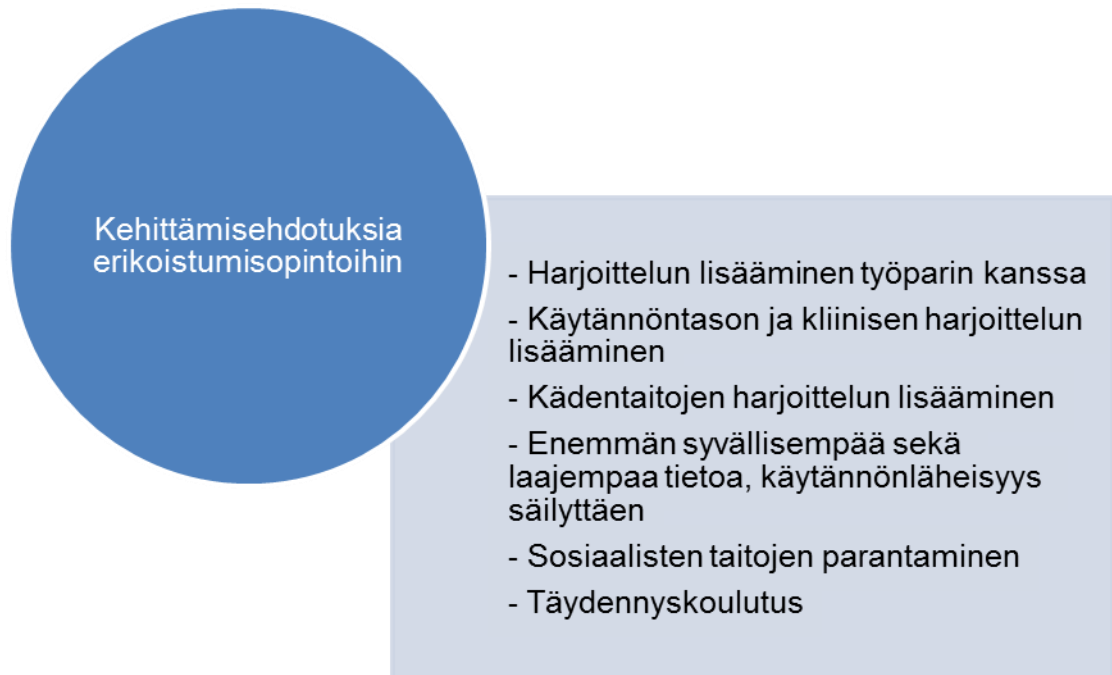 Kehittämisehdotuksia
erikoistumisopintoihin
- Harjoittelun lisääminen työparin kanssa
- Käytännöntason ja kliinisen harjoittelun
lisääminen
- Kädentaitojen harjoittelun lisääminen
- Enemmän syvällisempää sekä
laajempaa tietoa, käytännönläheisyys
säilyttäen
- Sosiaalisten taitojen parantaminen
- Täydennyskoulutus